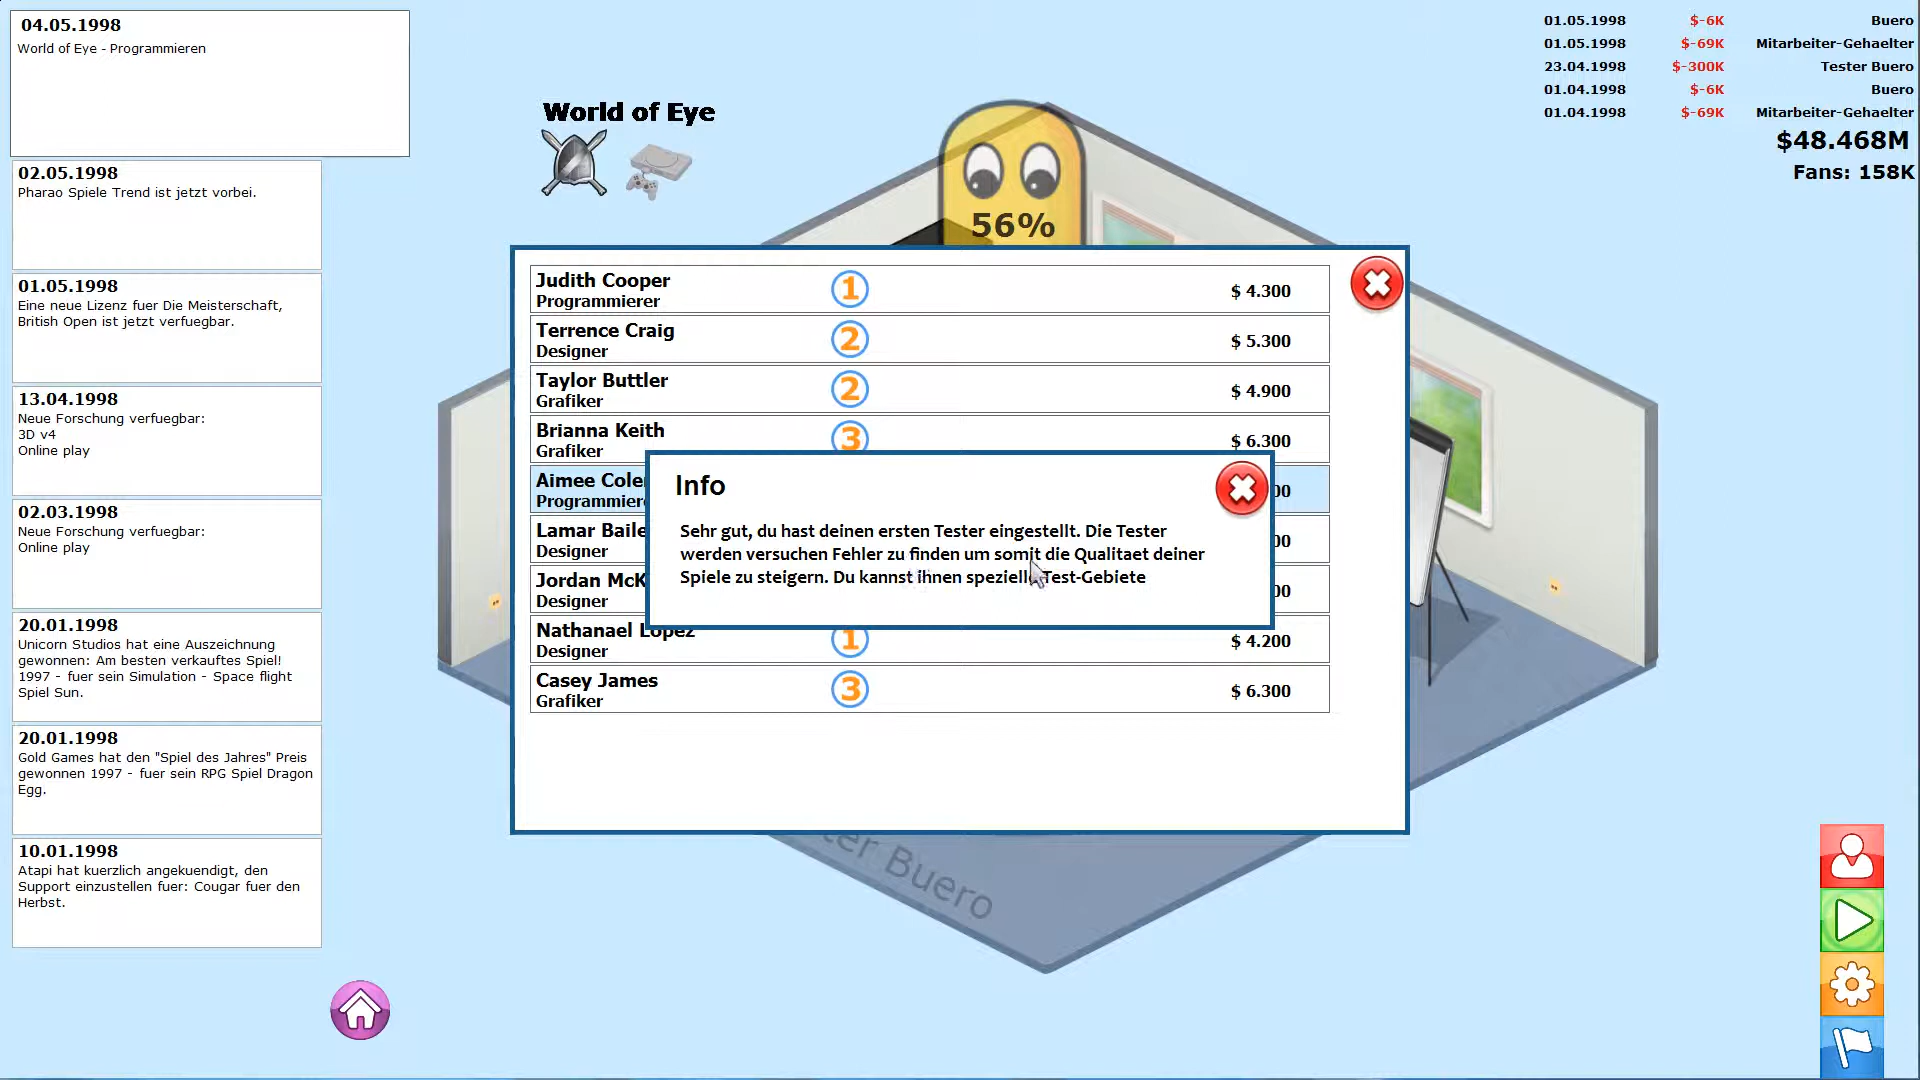 04.05.1998
World of Eye - Programmieren
02.05.1998
Pharao Spiele Trend ist jetzt vorbei.
01.05.1998
Eine neue Lizenz fuer Die Meisterschaft,
British Open ist jetzt verfuegbar.
13.04.1998
Neue Forschung verfuegbar:
3D v4
Online play
02.03.1998
Neue Forschung verfuegbar:
Online play
20.01.1998
Unicorn Studios hat eine Auszeichnung
gewonnen: Am besten verkauftes Spiel!
1997 - fuer sein Simulation - Space flight
Spiel Sun.
20.01.1998
Gold Games hat den "Spiel des Jahres" Preis
gewonnen 1997 - fuer sein RPG Spiel Dragon
Egg.
10.01.1998
Atapi hat kuerzlich angekuendigt, den
Support einzustellen fuer: Cougar fuer den
Herbst.
World of Eye
56%
01.05.1998 $-6K Buero
01.05.1998 $-69K Mitarbeiter-Gehaelter
23.04.1998 $-300K Tester Buero
01.04.1998 $-6K Buero
01.04.1998 $-69K Mitarbeiter-Gehaelter
$48.468M
Fans: 158K
Judith Cooper
Programmierer 1 $ 4.300
Terrence Craig
Designer 2 $ 5.300
Taylor Buttler
Grafiker 2 $ 4.900
Brianna Keith
Grafiker 3 $ 6.300
Aimee
Lamar
Designer
Jordan
Designer
Nathanael Lopez
Designer 1 $ 4.200
Casey James
Grafiker 3 $ 6.300
Info
Sehr gut, du hast deinen ersten Tester eingestellt. Die Tester
werden versuchen Fehler zu finden um somit die Qualitaet deiner
Spiele zu steigern. Du kannst ihnen spezielle Test-Gebiete
Buero